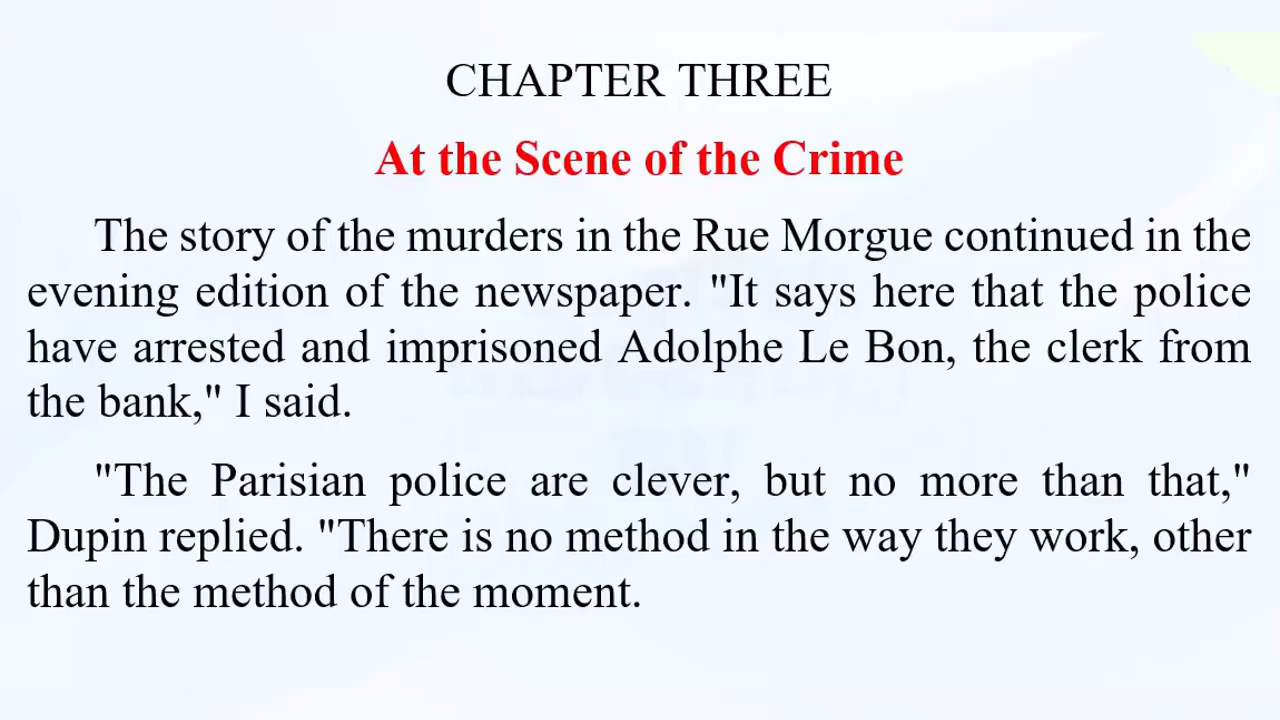 CHAPTER THREE
At the Scene of the Crime
The story of the murders in the Rue Morgue continued in the
evening edition of the newspaper. "It says here that the police
have arrested and imprisoned Adolphe Le Bon, the clerk from
the bank," I said.
"The Parisian police are clever, but no more than that,"
Dupin replied. "There is no method in the way they work, other
than the method of the moment.